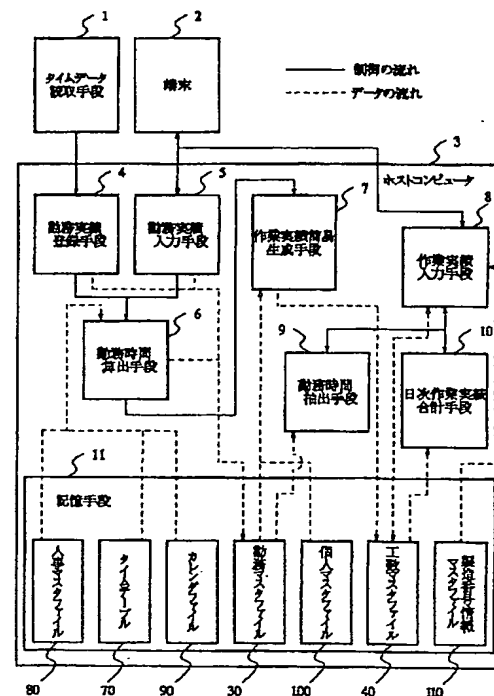 1
2
タイムデータ
読取手段
端末
制御の流れ
データの流れ
3
ホストコンピュータ
4
5
7
8
勤務実績
登録手段
勤務実績
入力手段
作業実績簡易
生成手段
作業実績
入力手段
6
9
10
勤務時間
算出手段
勤務時間
抽出手段
日次作業実績
合計手段
11
記憶手段
人事マスタファイル
タイムテーブル
カレンダファイル
勤務マスタファイル
個人マスタファイル
工数マスタファイル
製造番号情報
マスタファイル
80
70
90
30
100
40
110